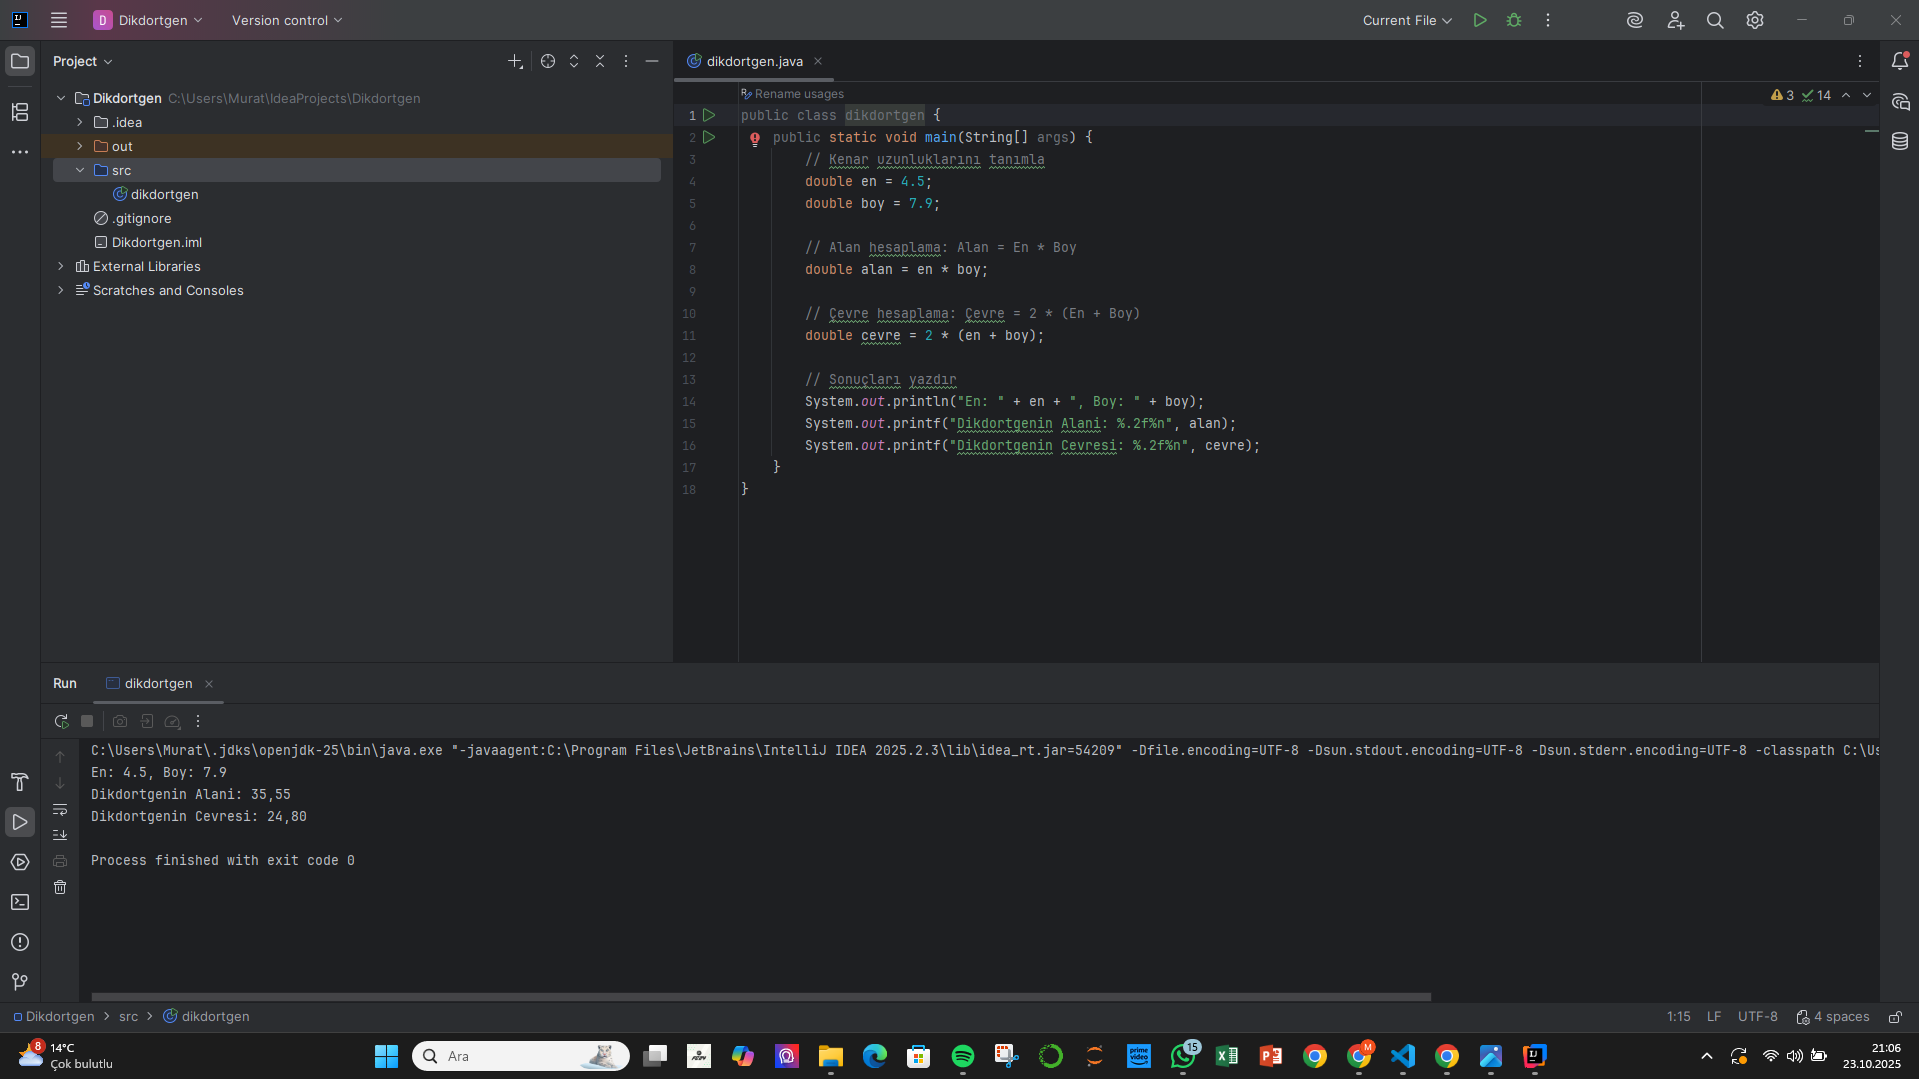 Dikdortgen
Version control
Current File
Project
Dikdortgen C:\Users\Murat\IdeaProjects\Dikdortgen
.idea
out
src
dikdortgen
.gitignore
Dikdortgen.iml
External Libraries
Scratches and Consoles
dikdortgen.java
Rename usages
3 14
1 public class dikdortgen {
2 public static void main(String[] args) {
3 // Kenar uzunluklarını tanımla
4 double en = 4.5;
5 double boy = 7.9;
6
7 // Alan hesaplama: Alan = En * Boy
8 double alan = en * boy;
9
10 // Çevre hesaplama: Çevre = 2 * (En + Boy)
11 double cevre = 2 * (en + boy);
12
13 // Sonuçları yazdır
14 System.out.println("En: " + en + ", Boy: " + boy);
15 System.out.printf("Dikdortgenin Alani: %.2f%n", alan);
16 System.out.printf("Dikdortgenin Cevresi: %.2f%n", cevre);
17 }
18 }
Run dikdortgen
C:\Users\Murat\.jdks\openjdk-25\bin\java.exe "-javaagent:C:\Program Files\JetBrains\IntelliJ IDEA 2025.2.3\lib\idea_rt.jar=54209" -Dfile.encoding=UTF-8 -Dsun.stdout.encoding=UTF-8 -Dsun.stderr.encoding=UTF-8 -classpath C:\Us
En: 4.5, Boy: 7.9
Dikdortgenin Alani: 35,55
Dikdortgenin Cevresi: 24,80
Process finished with exit code 0
Dikdortgen > src > dikdortgen
1:15 LF UTF-8 4 spaces
8
14°C
Çok bulutlu
Ara
prime video
15
M
21:06
23.10.2025